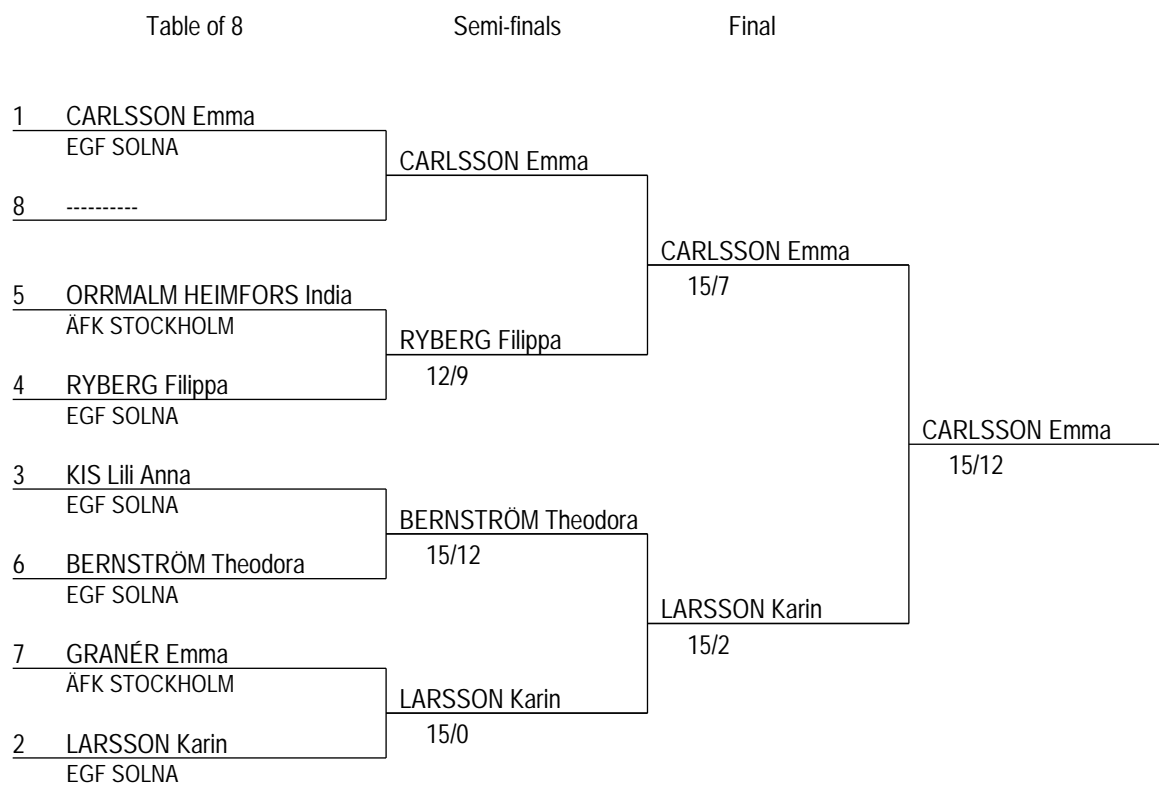 Table of 8 Semi-finals Final
1 CARLSSON Emma
EGF SOLNA
CARLSSON Emma
8 ----------
CARLSSON Emma
15/7
5 ORRMALM HEIMFORS India
ÄFK STOCKHOLM
RYBERG Filippa
12/9
4 RYBERG Filippa
EGF SOLNA
CARLSSON Emma
15/12
3 KIS Lili Anna
EGF SOLNA
BERNSTRÖM Theodora
15/12
6 BERNSTRÖM Theodora
EGF SOLNA
LARSSON Karin
15/2
7 GRANÉR Emma
ÄFK STOCKHOLM
LARSSON Karin
15/0
2 LARSSON Karin
EGF SOLNA